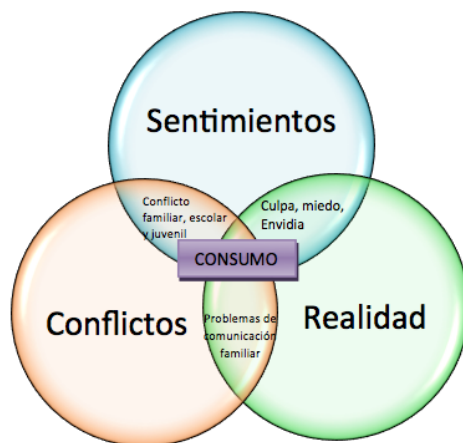 Sentimientos
Conflicto
familiar, escolar
y juvenil
Culpa, miedo,
Envidia
CONSUMO
Conflictos
Realidad
Problemas de
comunicación
familiar